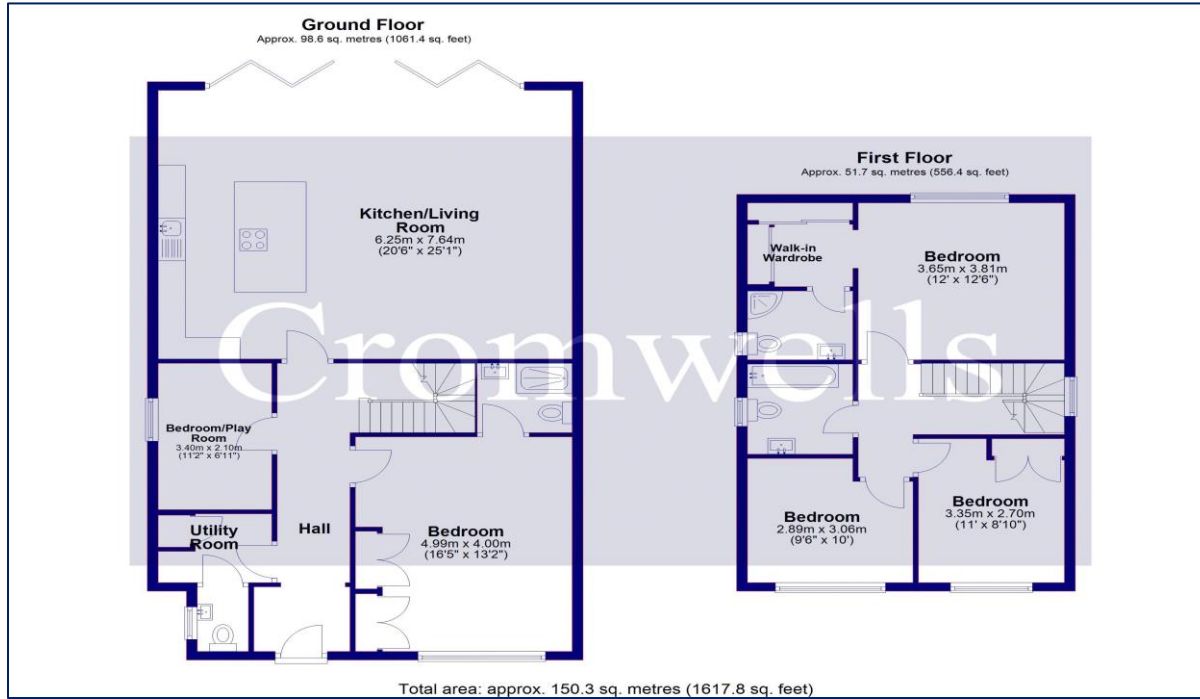 Ground Floor
Approx. 98.6 sq. metres (1061.4 sq. feet)
Kitchen/Living
Room
6.25m x 7.64m
(20'6" x 25'1")
Bedroom/Play
Room
3.40m x 2.10m
(11'2" x 6'11")
Utility
Room
Hall
Bedroom
4.99m x 4.00m
(16'5" x 13'2")
First Floor
Approx. 51.7 sq. metres (556.4 sq. feet)
Walk-in
Wardrobe
Bedroom
3.65m x 3.81m
(12' x 12'6")
Bedroom
2.89m x 3.06m
(9'6" x 10')
Bedroom
3.35m x 2.70m
(11' x 8'10")
Cromwells
Total area: approx. 150.3 sq. metres (1617.8 sq. feet)